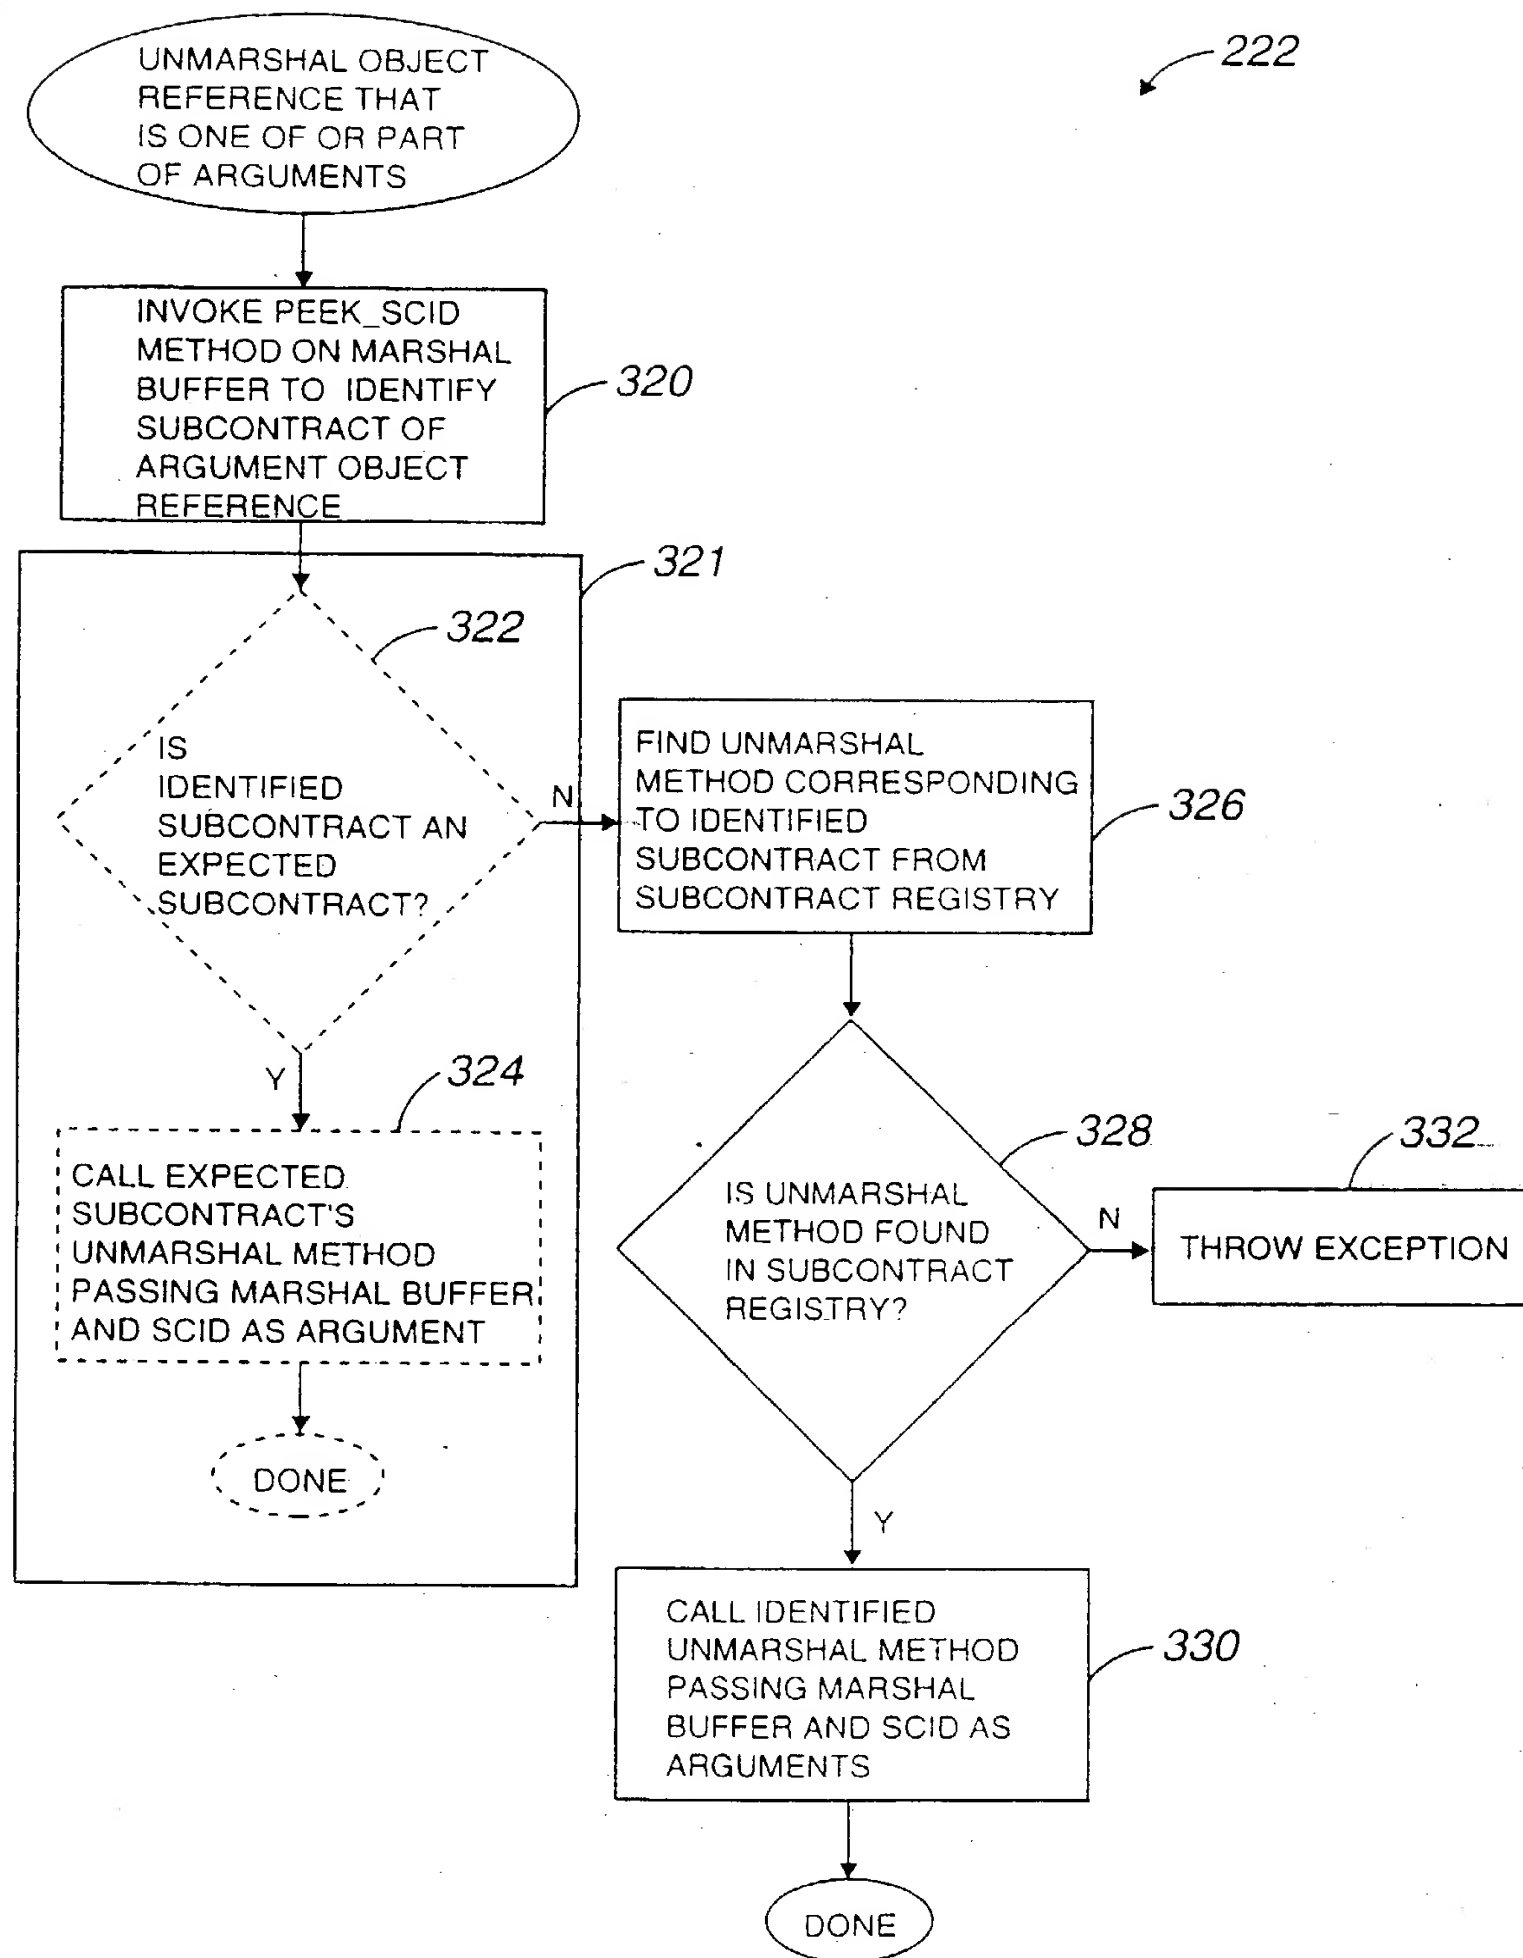 UNMARSHAL OBJECT
REFERENCE THAT
IS ONE OF OR PART
OF ARGUMENTS
222
INVOKE PEEK_SCID
METHOD ON MARSHAL
BUFFER TO IDENTIFY
SUBCONTRACT OF
ARGUMENT OBJECT
REFERENCE
320
321
322
IS
IDENTIFIED
SUBCONTRACT AN
EXPECTED
SUBCONTRACT?
N
Y
324
CALL EXPECTED
SUBCONTRACT'S
UNMARSHAL METHOD
PASSING MARSHAL BUFFER
AND SCID AS ARGUMENT
DONE
FIND UNMARSHAL
METHOD CORRESPONDING
TO IDENTIFIED
SUBCONTRACT FROM
SUBCONTRACT REGISTRY
326
328
IS UNMARSHAL
METHOD FOUND
IN SUBCONTRACT
REGISTRY?
N
332
THROW EXCEPTION
Y
CALL IDENTIFIED
UNMARSHAL METHOD
PASSING MARSHAL
BUFFER AND SCID AS
ARGUMENTS
330
DONE